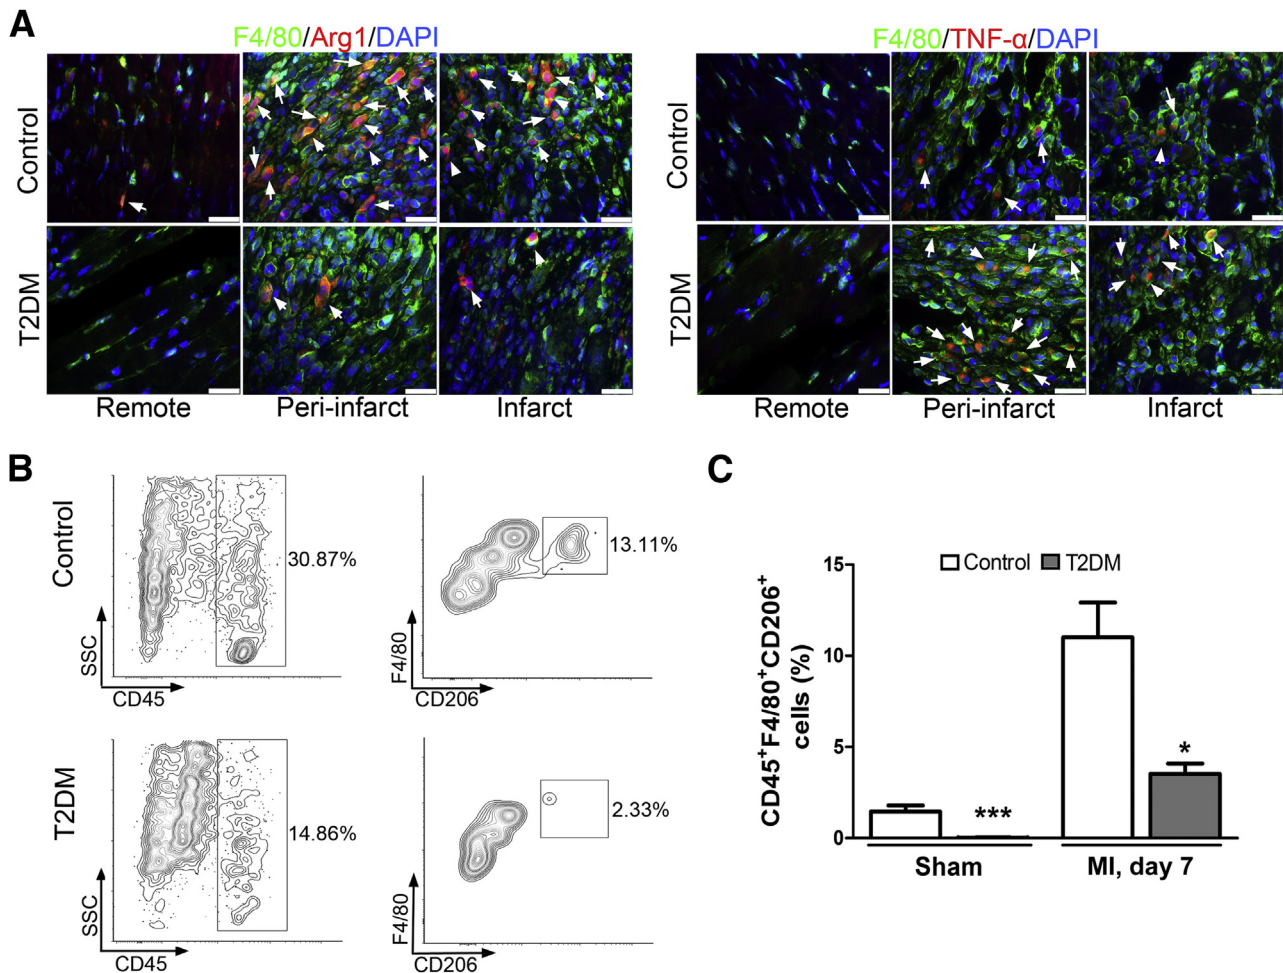 A
F4/80/Arg1/DAPI
F4/80/TNF-α/DAPI
Control
T2DM
Remote
Peri-infarct
Infarct
Control
T2DM
Remote
Peri-infarct
Infarct
B
Control
SSC
CD45
30.87%
F4/80
CD206
13.11%
T2DM
SSC
CD45
14.86%
F4/80
CD206
2.33%
C
Control
T2DM
CD45+F4/80+CD206+
cells (%)
15
10
5
0
***
*
Sham
MI, day 7